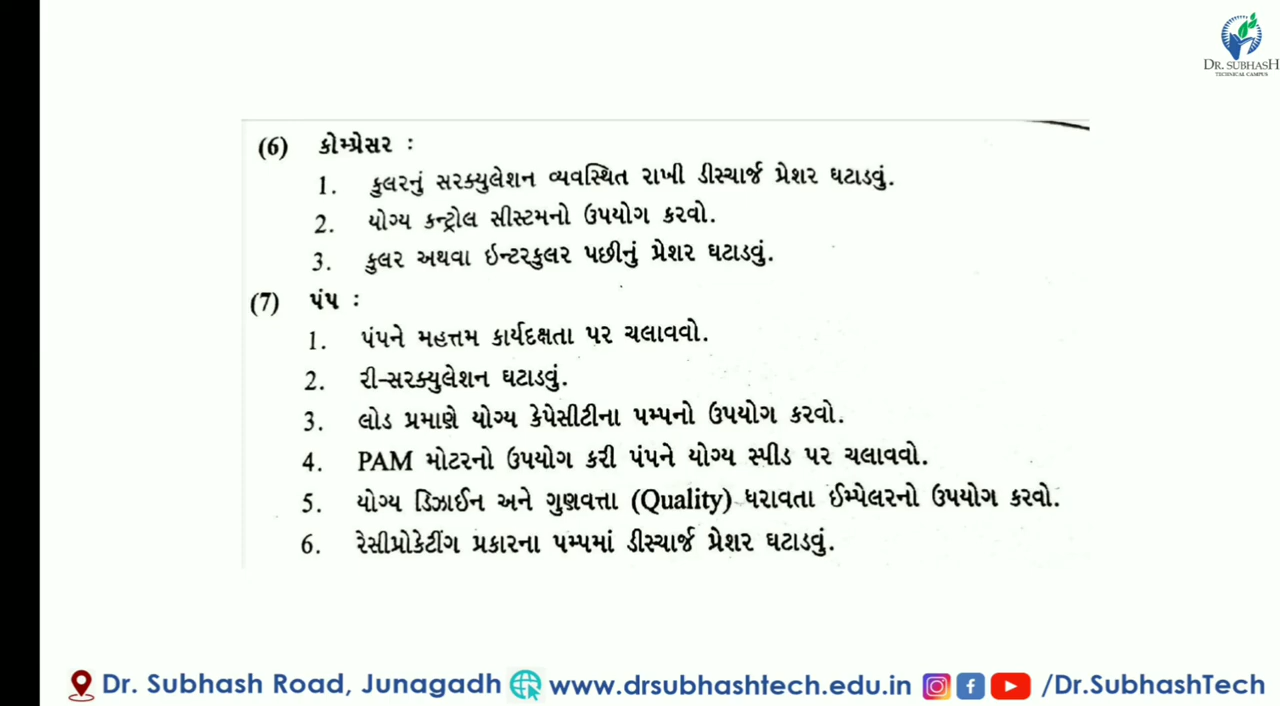 DR. SUBHASH
TECHNICAL CAMPUS
(6) કોમ્પ્રેસર :
1. કુલરનું સરક્યુલેશન વ્યવસ્થિત રાખી ડીસ્ચાર્જ પ્રેશર ઘટાડવું.
2. યોગ્ય કન્ટ્રોલ સીસ્ટમનો ઉપયોગ કરવો.
3. કુલર અથવા ઇન્ટરકુલર પછીનું પ્રેશર ઘટાડવું.
(7) પંપ :
1. પંપને મહત્તમ કાર્યદક્ષતા પર ચલાવવો.
2. રી-સરક્યુલેશન ઘટાડવું.
3. લોડ પ્રમાણે યોગ્ય કેપેસીટીના પમ્પનો ઉપયોગ કરવો.
4. PAM મોટરનો ઉપયોગ કરી પંપને યોગ્ય સ્પીડ પર ચલાવવો.
5. યોગ્ય ડિઝાઈન અને ગુણવત્તા (Quality) ધરાવતા ઈમ્પેલરનો ઉપયોગ કરવો.
6. રેસીપ્રોકેટીંગ પ્રકારના પમ્પમાં ડીસ્ચાર્જ પ્રેશર ઘટાડવું.
Dr. Subhash Road, Junagadh www.drsubhashtech.edu.in /Dr.SubhashTech